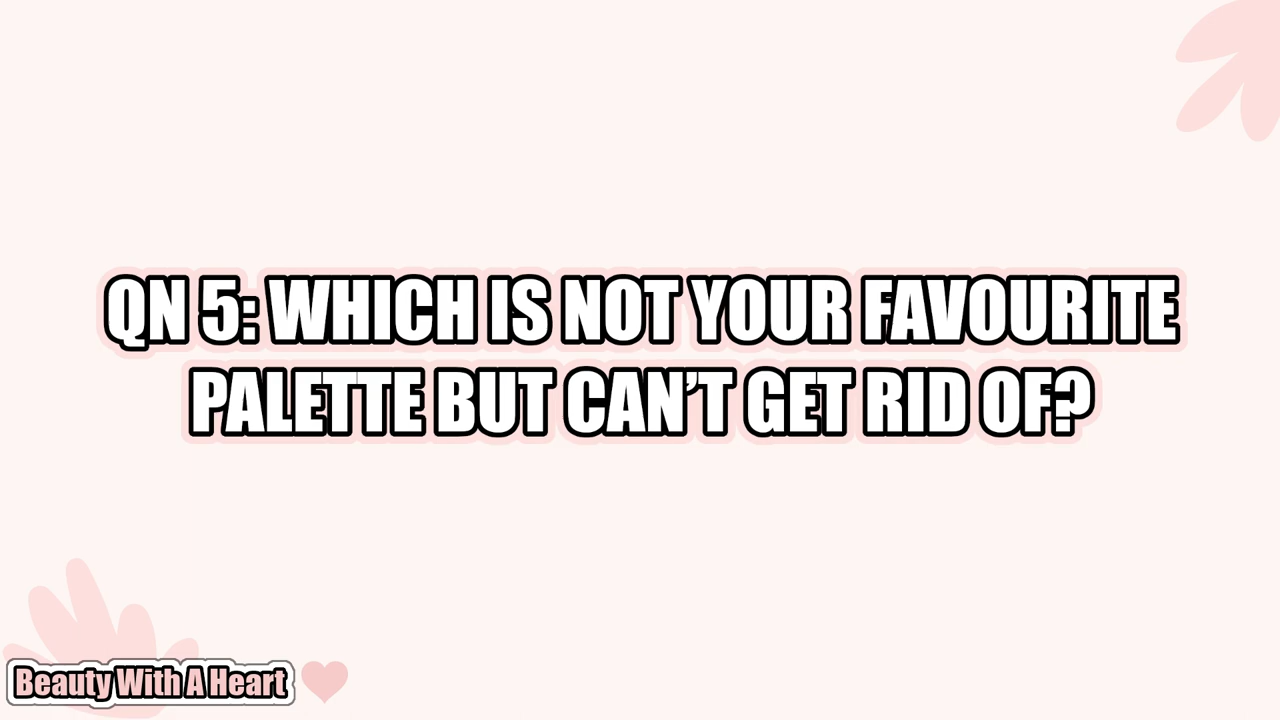 QN 5: WHICH IS NOT YOUR FAVOURITE
PALETTE BUT CAN’T GET RID OF?
Beauty With A Heart